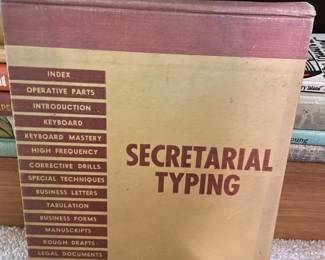 INDEX
OPERATIVE PARTS
INTRODUCTION
KEYBOARD
KEYBOARD MASTERY
HIGH FREQUENCY
CORRECTIVE DRILLS
SPECIAL TECHNIQUES
BUSINESS LETTERS
TABULATION
BUSINESS FORMS
MANUSCRIPTS
ROUGH DRAFTS
LEGAL DOCUMENTS
SECRETARIAL
TYPING